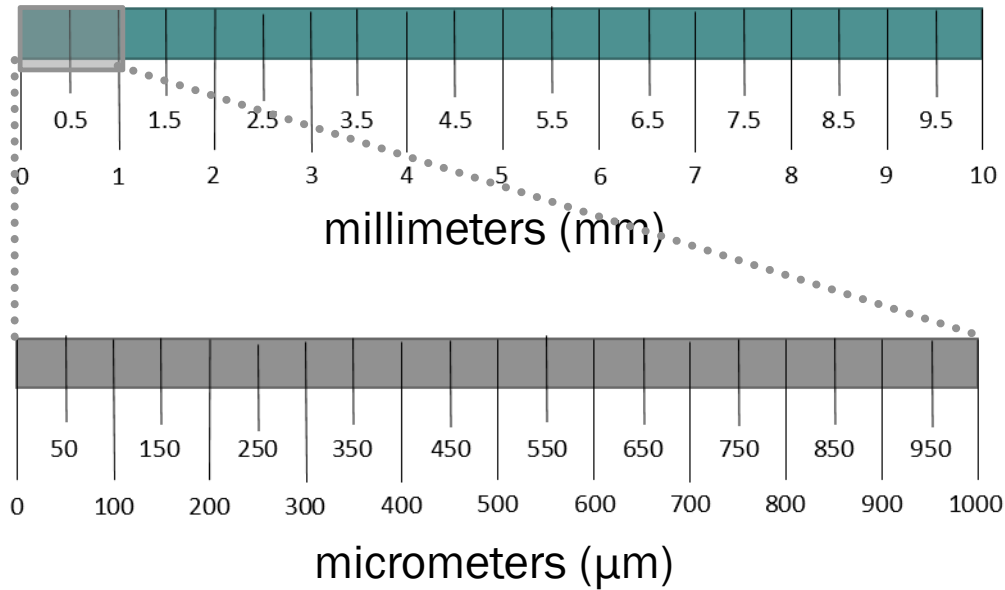 0.5 1.5 2.5 3.5 4.5 5.5 6.5 7.5 8.5 9.5
0 1 2 3 4 5 6 7 8 9 10
millimeters (mm)
50 150 250 350 450 550 650 750 850 950
0 100 200 300 400 500 600 700 800 900 1000
micrometers (μm)